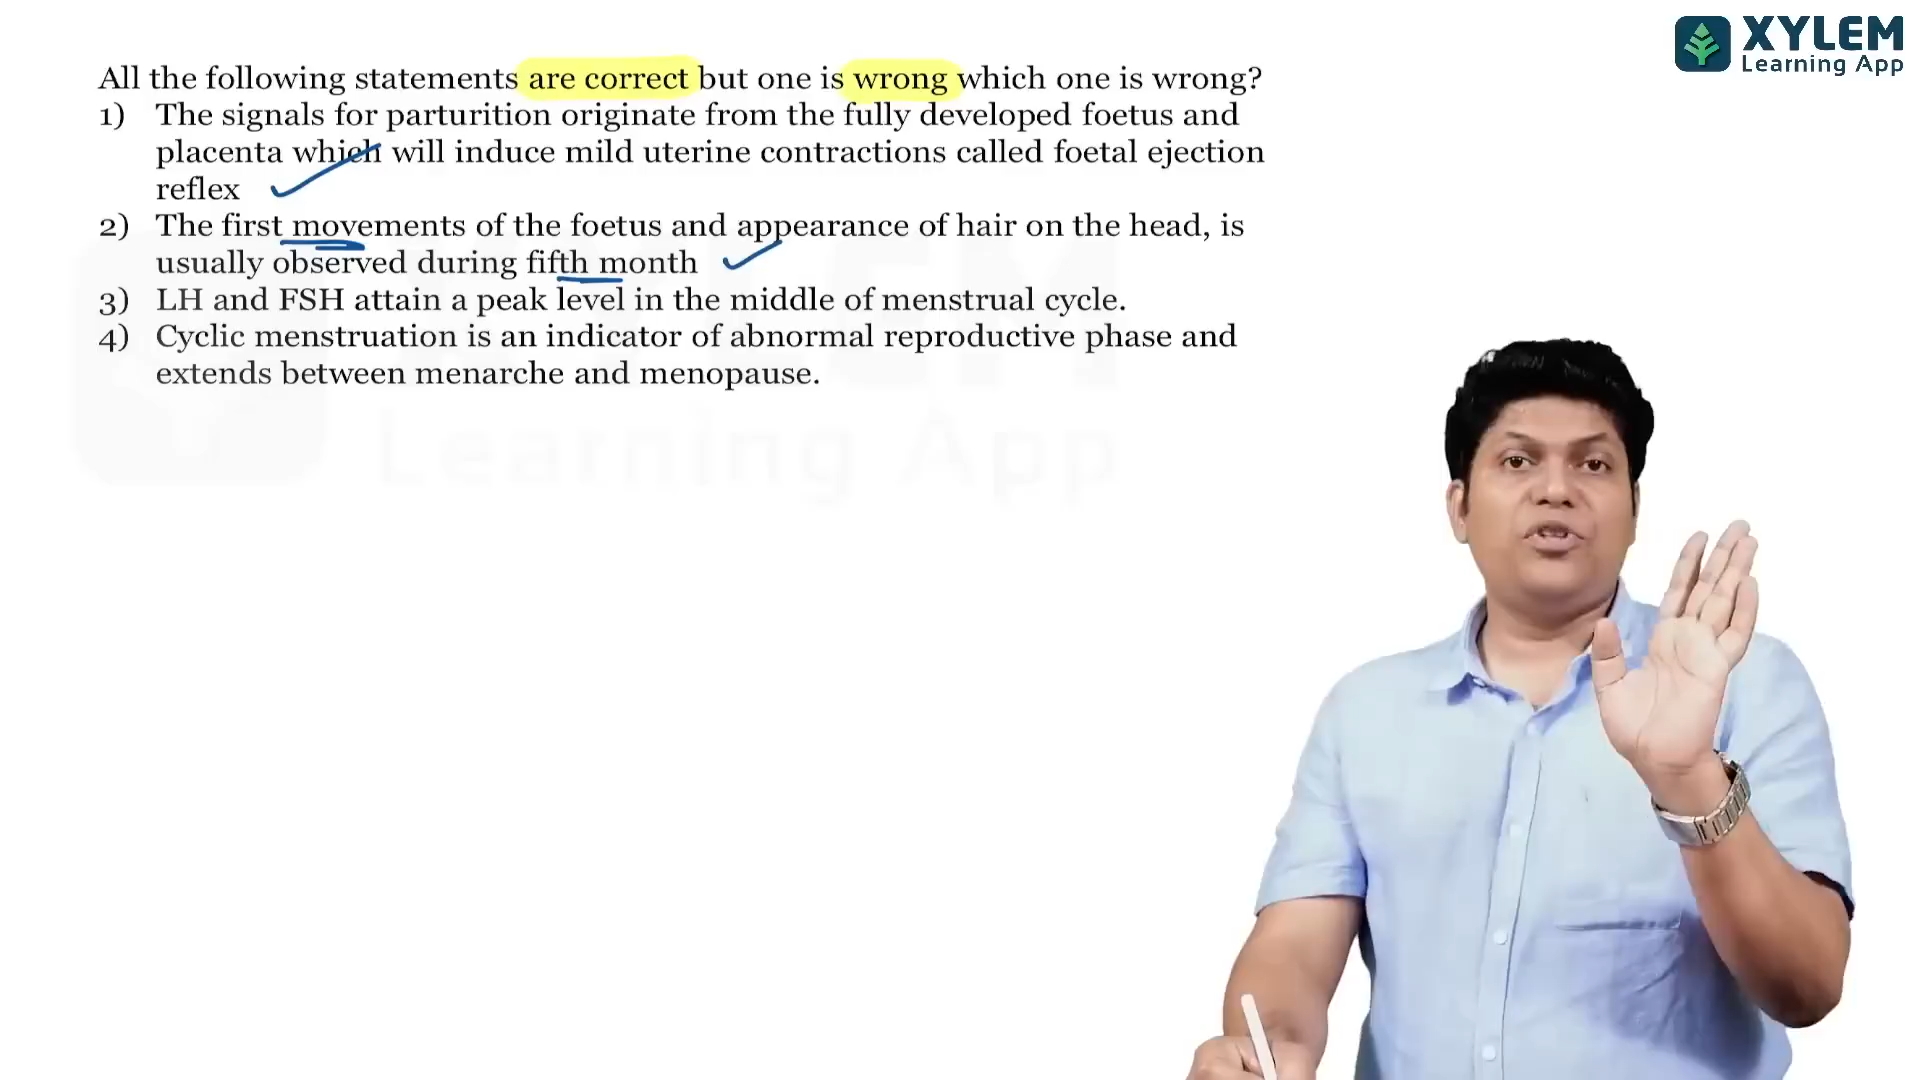 XYLEM
Learning App
All the following statements are correct but one is wrong which one is wrong?
1) The signals for parturition originate from the fully developed foetus and
placenta which will induce mild uterine contractions called foetal ejection
reflex
2) The first movements of the foetus and appearance of hair on the head, is
usually observed during fifth month
3) LH and FSH attain a peak level in the middle of menstrual cycle.
4) Cyclic menstruation is an indicator of abnormal reproductive phase and
extends between menarche and menopause.
XYLEM
Learning App